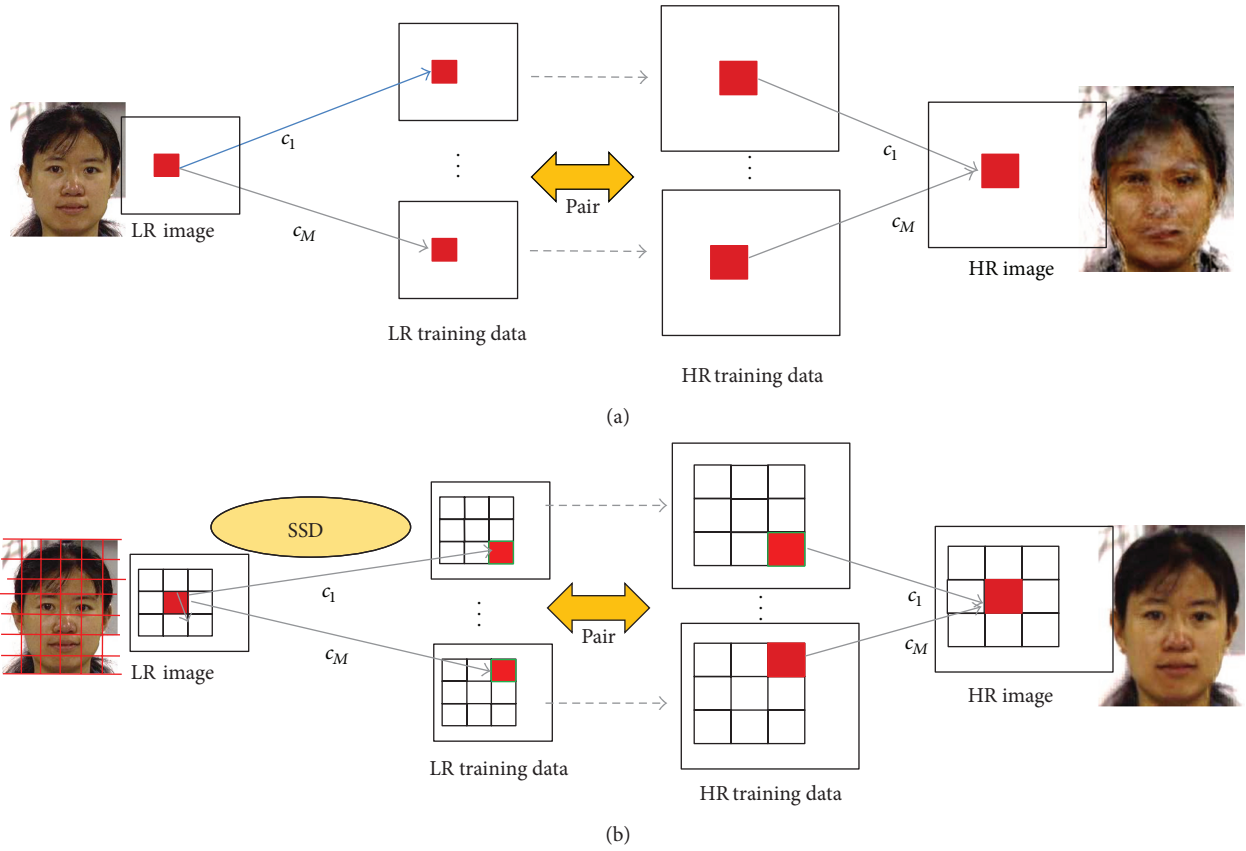 c1
c1
⋮
⋮
Pair
LR image
cM
cM
HR image
LR training data
HR training data
(a)
SSD
c1
c1
⋮
⋮
Pair
LR image
cM
cM
HR image
LR training data
HR training data
(b)